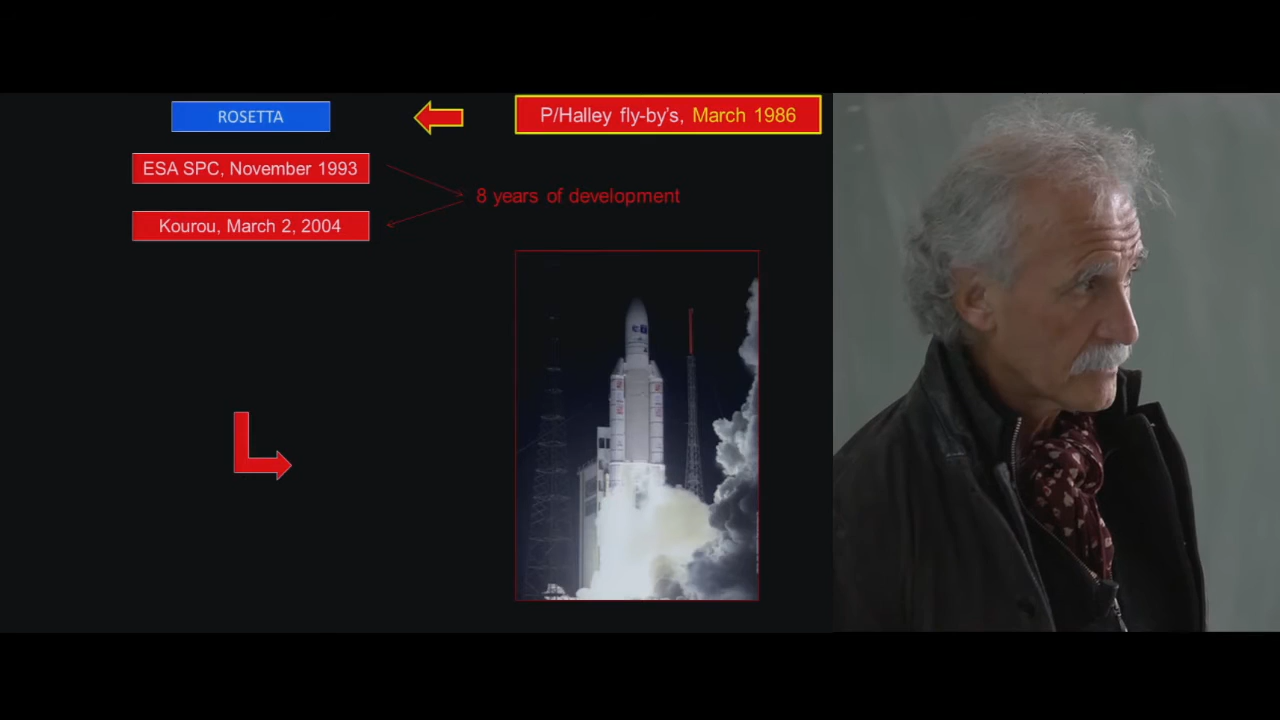 ROSETTA
P/Halley fly-by's, March 1986
ESA SPC, November 1993
8 years of development
Kourou, March 2, 2004